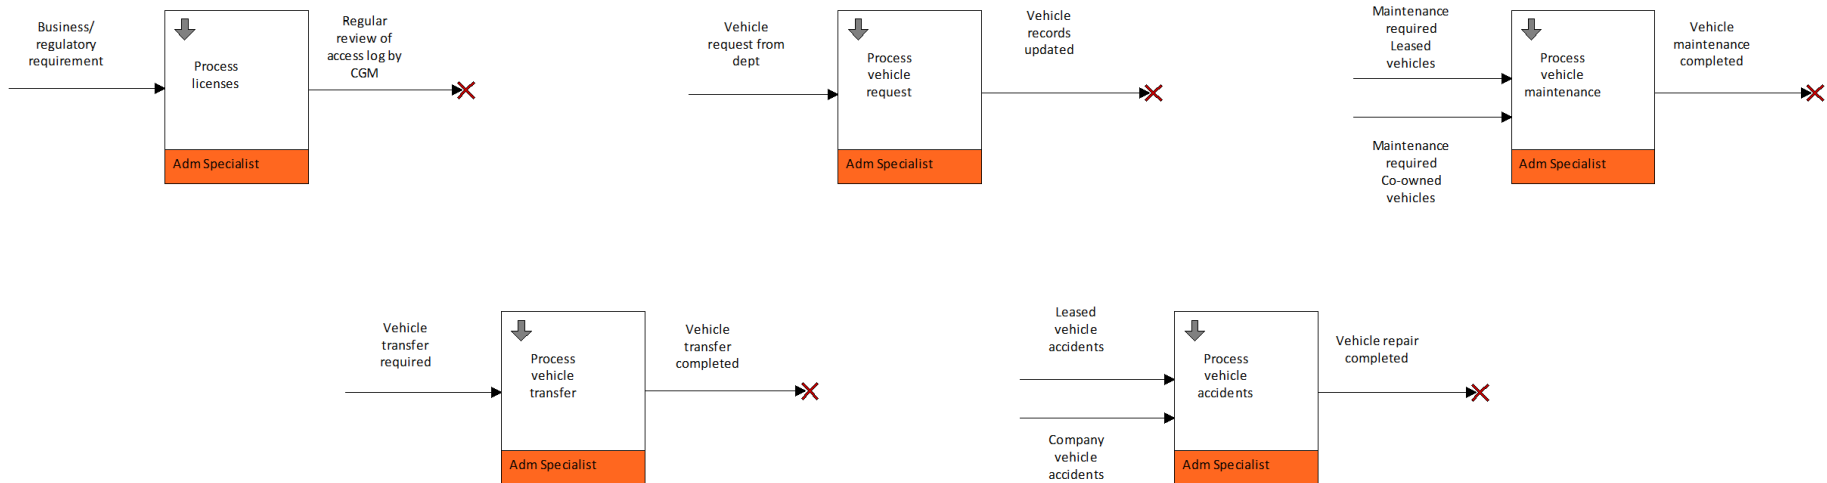 Business/
regulatory
requirement
Process
licenses
Adm Specialist
Regular
review of
access log by
CGM
Vehicle
request from
dept
Process
vehicle
request
Adm Specialist
Vehicle
records
updated
Maintenance
required
Leased
vehicles
Maintenance
required
Co-owned
vehicles
Process
vehicle
maintenance
Adm Specialist
Vehicle
maintenance
completed
Vehicle
transfer
required
Process
vehicle
transfer
Adm Specialist
Vehicle
transfer
completed
Leased
vehicle
accidents
Company
vehicle
accidents
Process
vehicle
accidents
Adm Specialist
Vehicle repair
completed